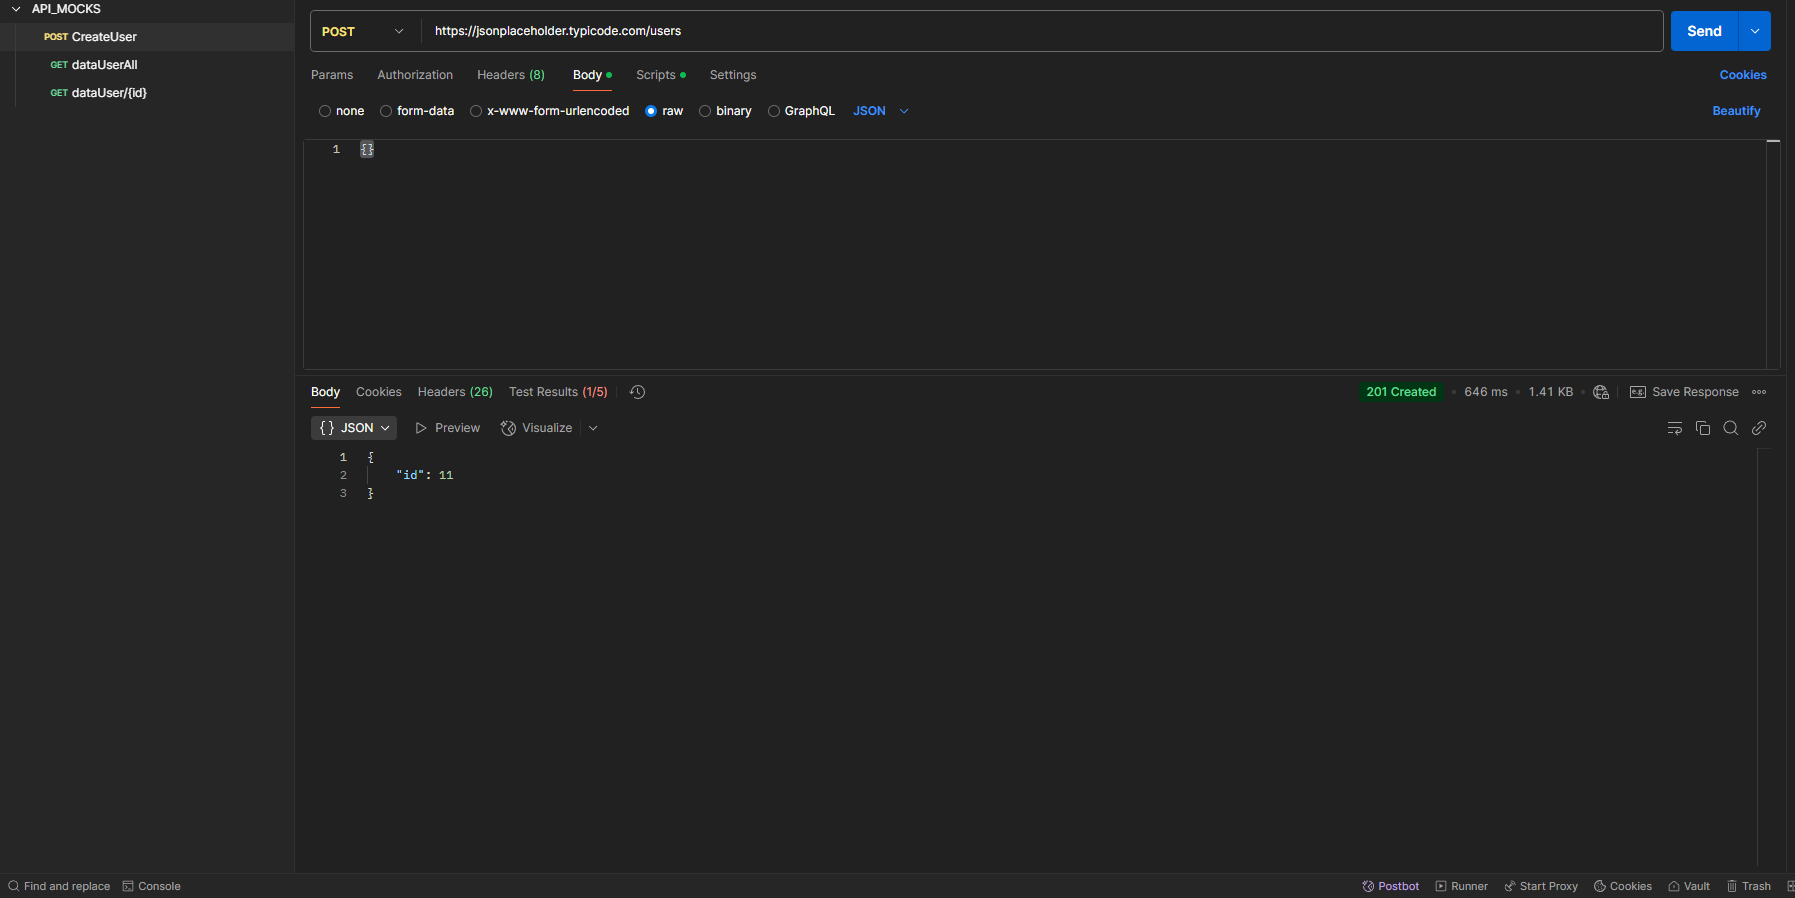 API_MOCKS
POST CreateUser
GET dataUserAll
GET dataUser/{id}
POST https://jsonplaceholder.typicode.com/users Send
Params Authorization Headers (8) Body Scripts Settings Cookies
none form-data x-www-form-urlencoded raw binary GraphQL JSON Beautify
1 {}
Body Cookies Headers (26) Test Results (1/5) 201 Created 646 ms 1.41 KB e.g. Save Response
{} JSON Preview Visualize
1 {
2 "id": 11
3 }
Find and replace Console Postbot Runner Start Proxy Cookies Vault Trash